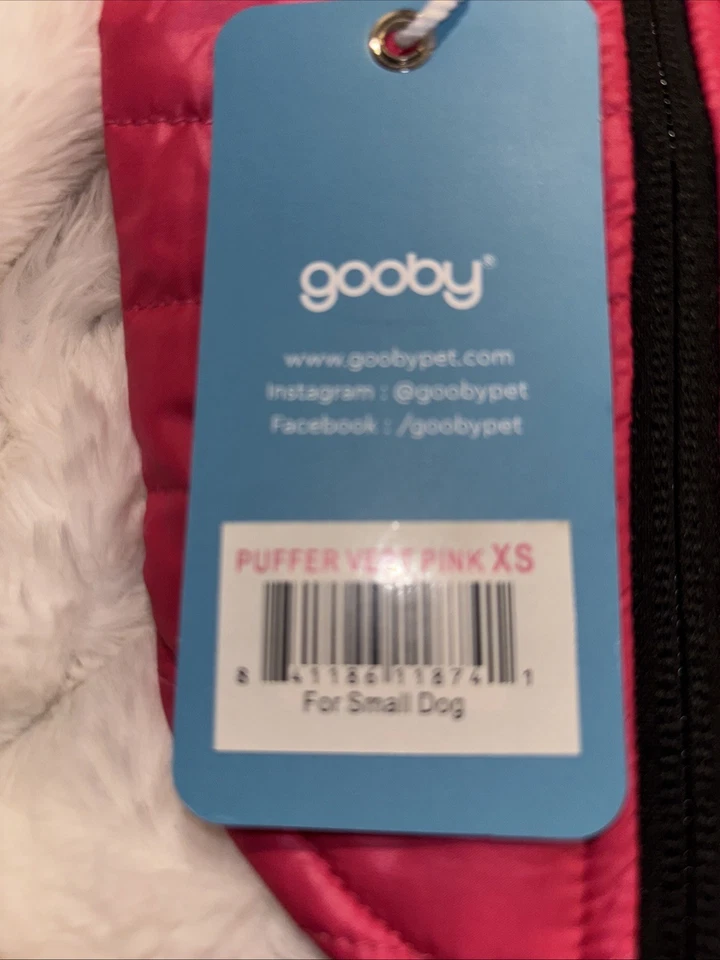 gooby®
www.goobypet.com
Instagram : @goobypet
Facebook : /goobypet
PUFFER VEST PINK XS
8 41186 11874 1
For Small Dog